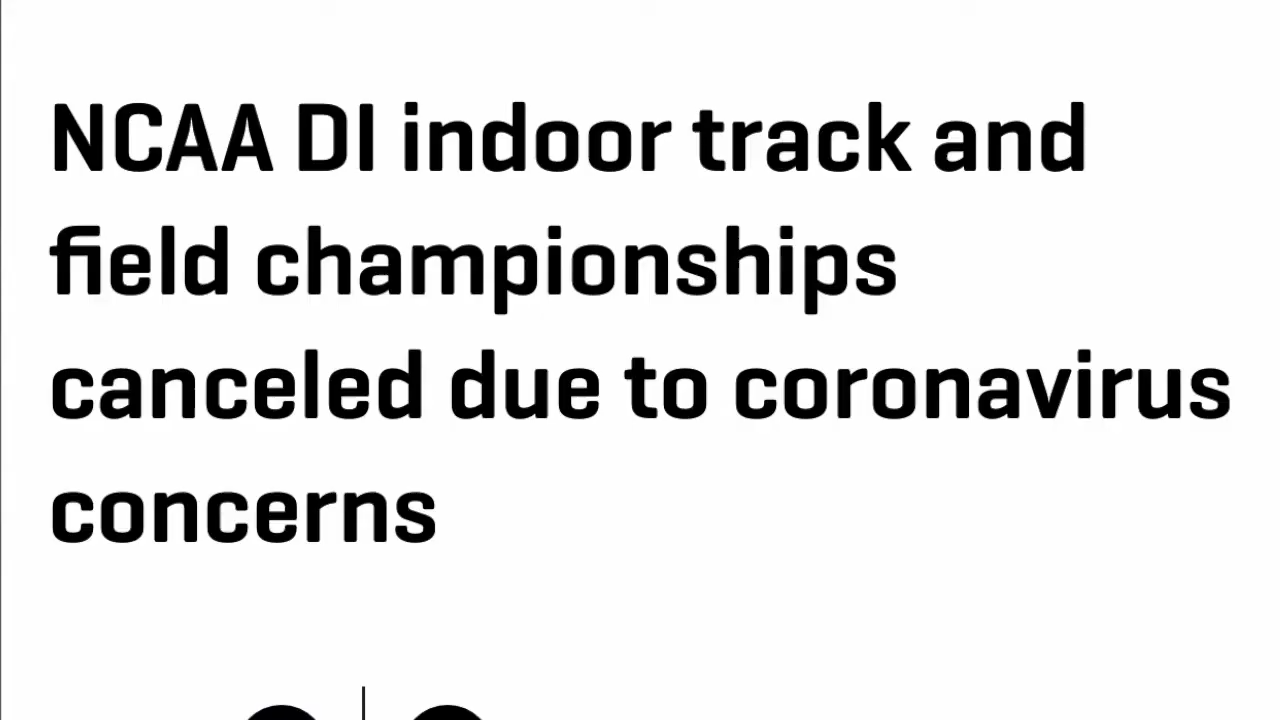 NCAA DI indoor track and
field championships
canceled due to coronavirus
concerns